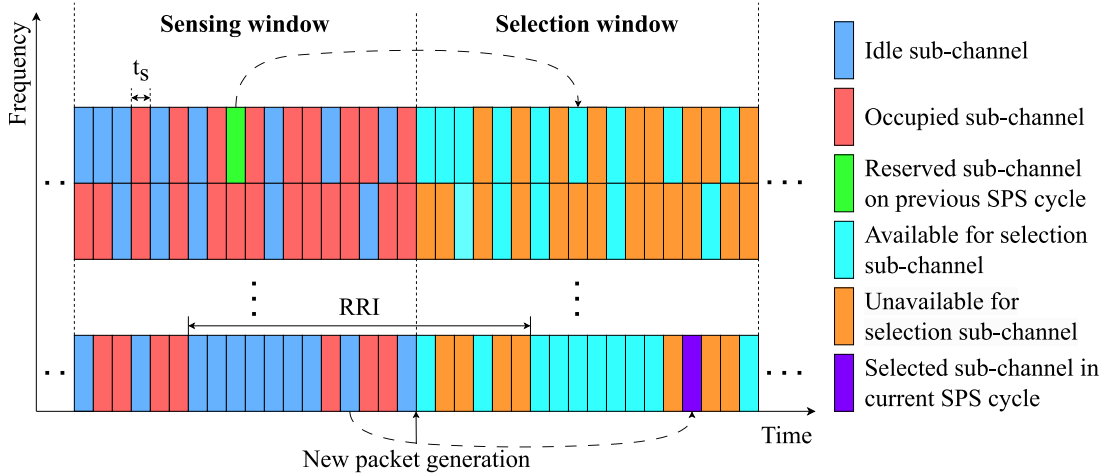 Sensing window
Selection window
Frequency
ts
RRI
New packet generation
Time
Idle sub-channel
Occupied sub-channel
Reserved sub-channel
on previous SPS cycle
Available for selection
sub-channel
Unavailable for
selection sub-channel
Selected sub-channel in
current SPS cycle